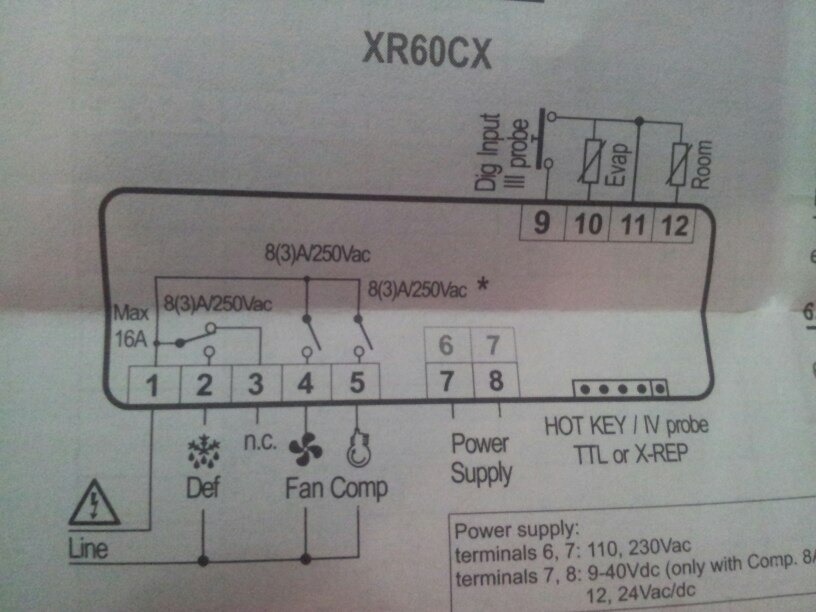 XR60CX
Dig Input
III probe
Evap
Room
9 10 11 12
8(3)A/250Vac
8(3)A/250Vac *
8(3)A/250Vac
Max
16A
6 7
1 2 3 4 5
7 8
n.c.
Def
Fan
Comp
Power
Supply
HOT KEY / IV probe
TTL or X-REP
Line
Power supply:
terminals 6, 7: 110, 230Vac
terminals 7, 8: 9-40Vdc (only with Comp. 8A
12, 24Vac/dc